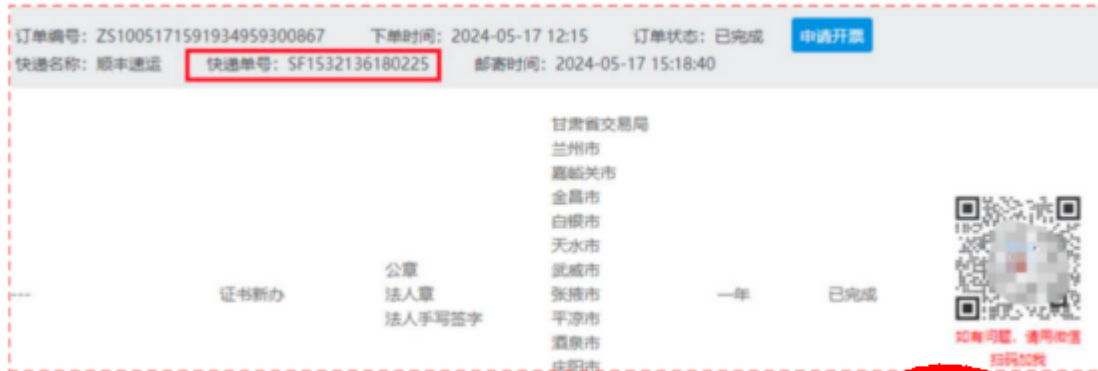 订单编号：ZS1005171591934959300867 下单时间：2024-05-17 12:15 订单状态：已完成 申请开票
快递名称：顺丰速运 快递单号：SF1532136180225 邮寄时间：2024-05-17 15:18:40
甘肃省交易局
兰州市
嘉峪关市
金昌市
白银市
天水市
公章 武威市
--- 证书新办 法人章 张掖市 一年 已完成
法人手写签字 平凉市
酒泉市
庆阳市
如有问题，请用微信
扫码加我